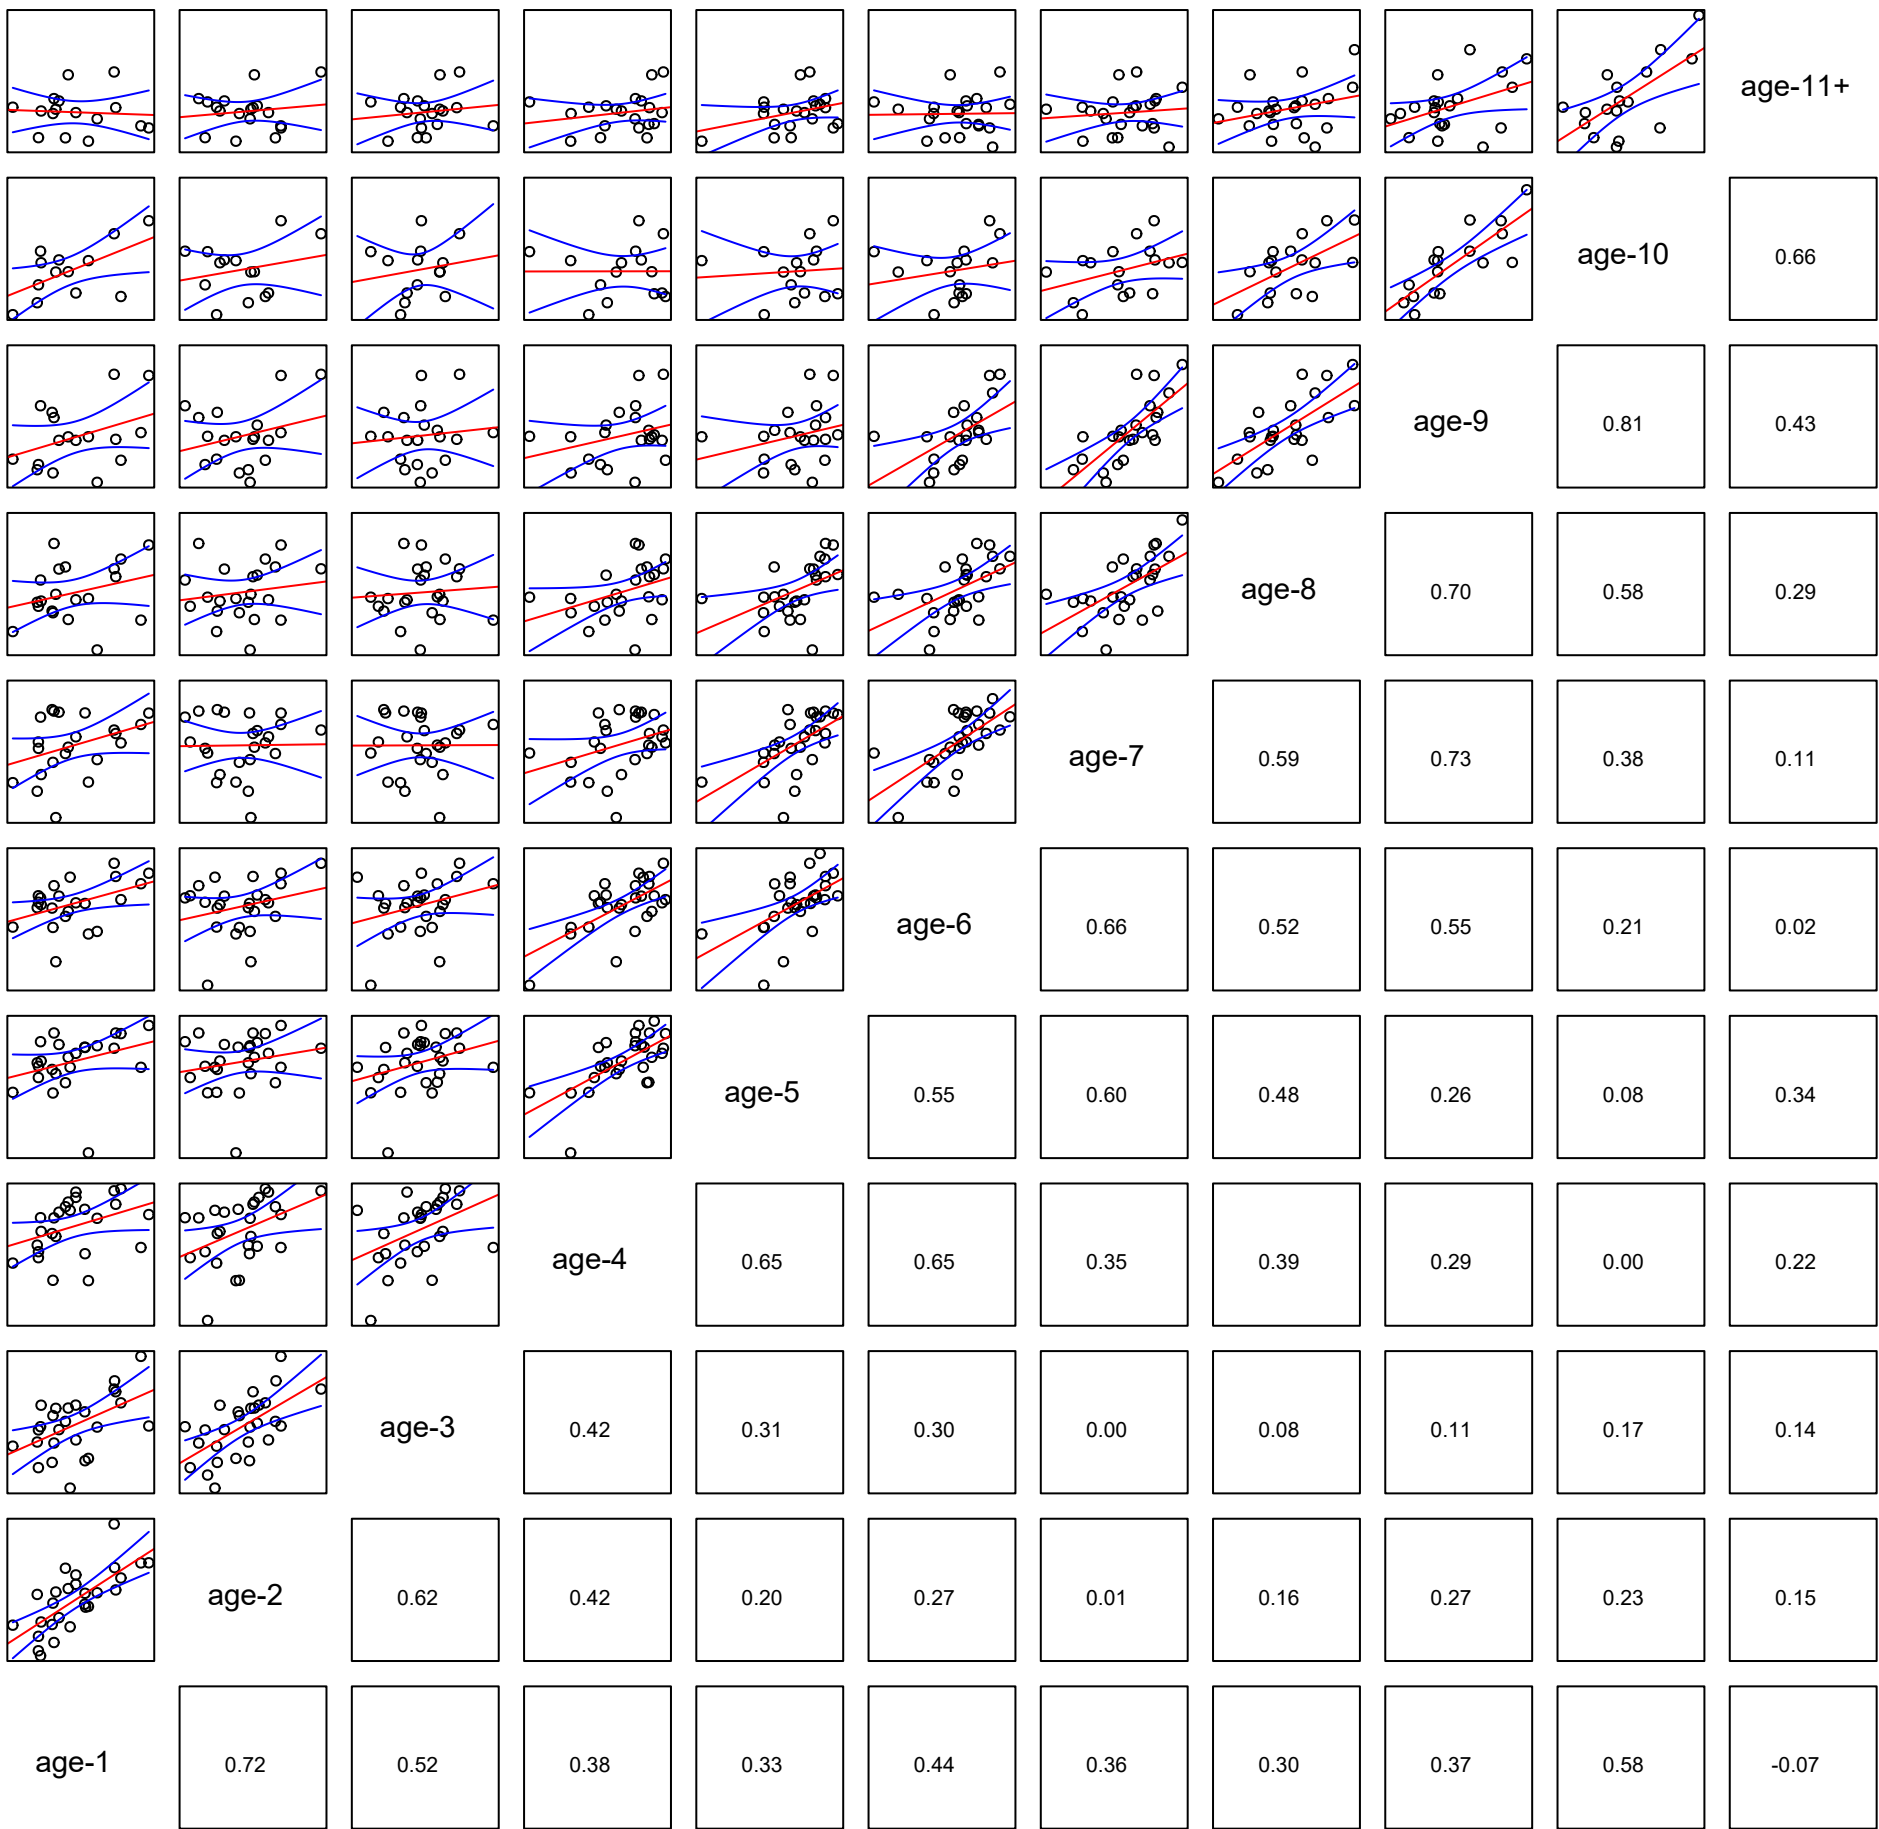 age-11+
age-10 0.66
age-9 0.81 0.43
age-8 0.70 0.58 0.29
age-7 0.59 0.73 0.38 0.11
age-6 0.66 0.52 0.55 0.21 0.02
age-5 0.55 0.60 0.48 0.26 0.08 0.34
age-4 0.65 0.65 0.35 0.39 0.29 0.00 0.22
age-3 0.42 0.31 0.30 0.00 0.08 0.11 0.17 0.14
age-2 0.62 0.42 0.20 0.27 0.01 0.16 0.27 0.23 0.15
age-1 0.72 0.52 0.38 0.33 0.44 0.36 0.30 0.37 0.58 -0.07